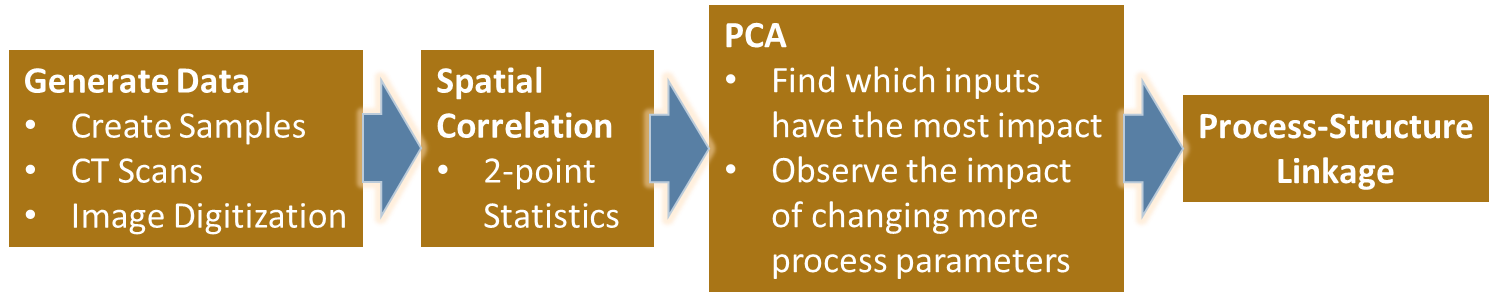 Generate Data
• Create Samples
• CT Scans
• Image Digitization
Spatial
Correlation
• 2-point
Statistics
PCA
• Find which inputs
have the most impact
• Observe the impact
of changing more
process parameters
Process-Structure
Linkage